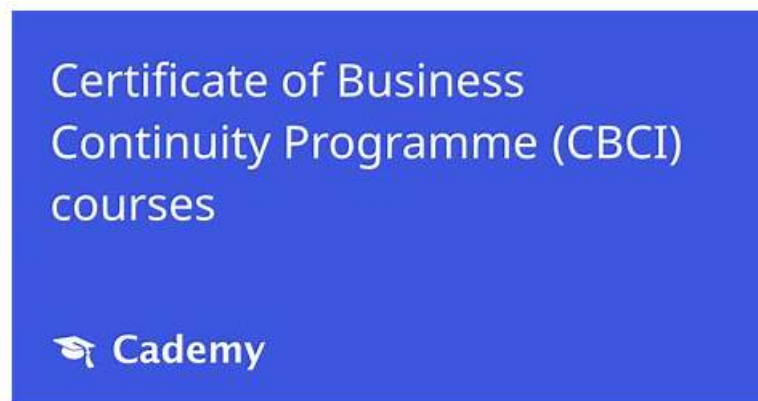 Certificate of Business
Continuity Programme (CBCI)
courses
Cademy